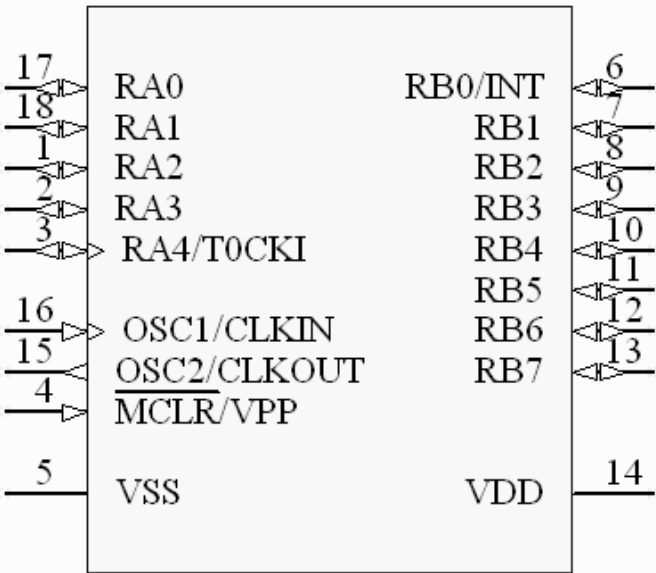 17 RA0 RB0/INT 6
18 RA1 RB1 7
1 RA2 RB2 8
2 RA3 RB3 9
3 RA4/T0CKI RB4 10
RB5 11
16 OSC1/CLKIN RB6 12
15 OSC2/CLKOUT RB7 13
4 MCLR/VPP
5 VSS VDD 14